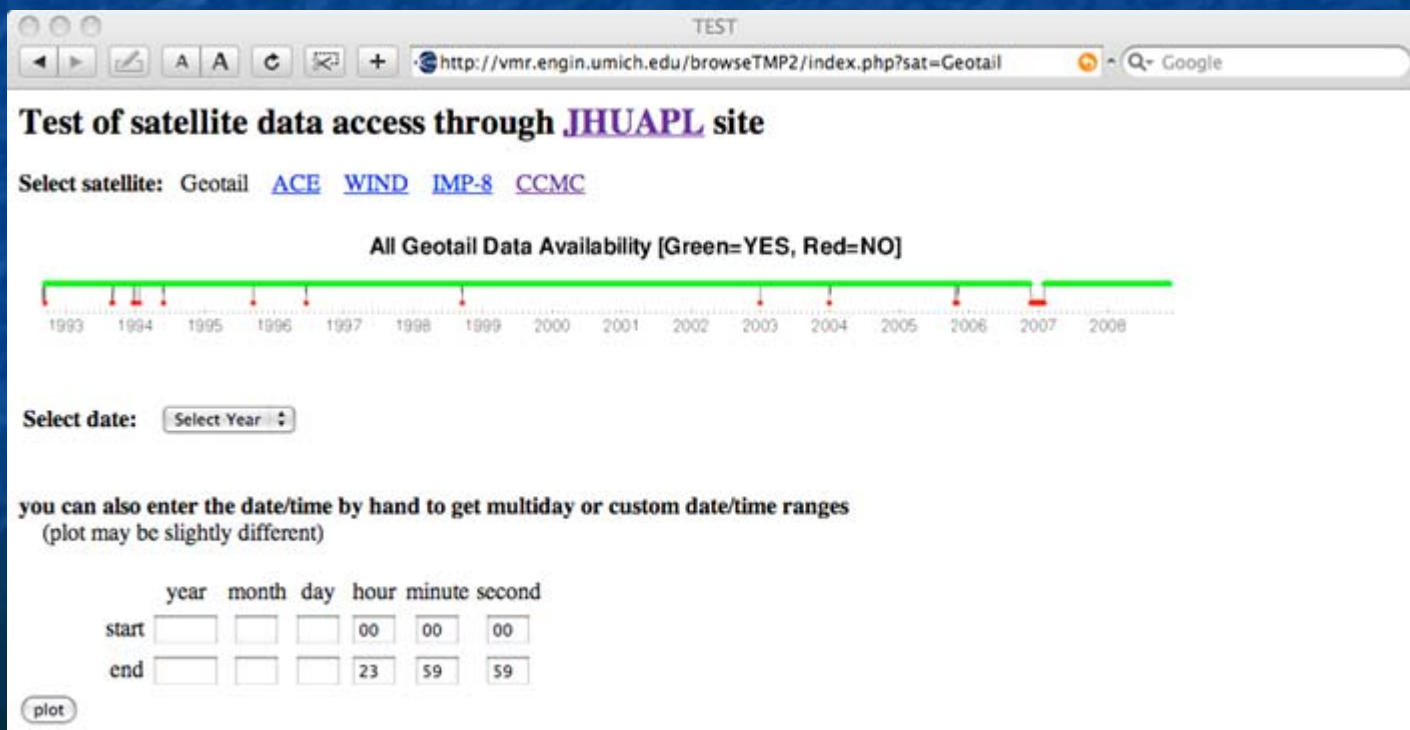 TEST
A A + http://vmr.engin.umich.edu/browseTMP2/index.php?sat=Geotail Q Google
Test of satellite data access through JHUAPL site
Select satellite: Geotail ACE WIND IMP-8 CCMC
All Geotail Data Availability [Green=YES, Red=NO]
1993 1994 1995 1996 1997 1998 1999 2000 2001 2002 2003 2004 2005 2006 2007 2008
Select date: Select Year
you can also enter the date/time by hand to get multiday or custom date/time ranges
(plot may be slightly different)
year month day hour minute second
start 00 00 00
end 23 59 59
plot